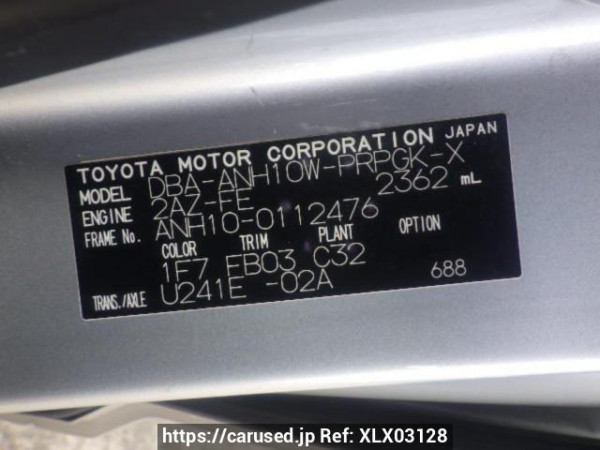 TOYOTA MOTOR CORPORATION JAPAN
MODEL DBA-ANH10W-PRPGK-X
ENGINE 2AZ-FE 2362 mL
FRAME No. ANH10-0112476
COLOR TRIM PLANT OPTION
1F7 FB03 C32
TRANS./AXLE U241E -02A 688
https://carused.jp Ref: XLX03128